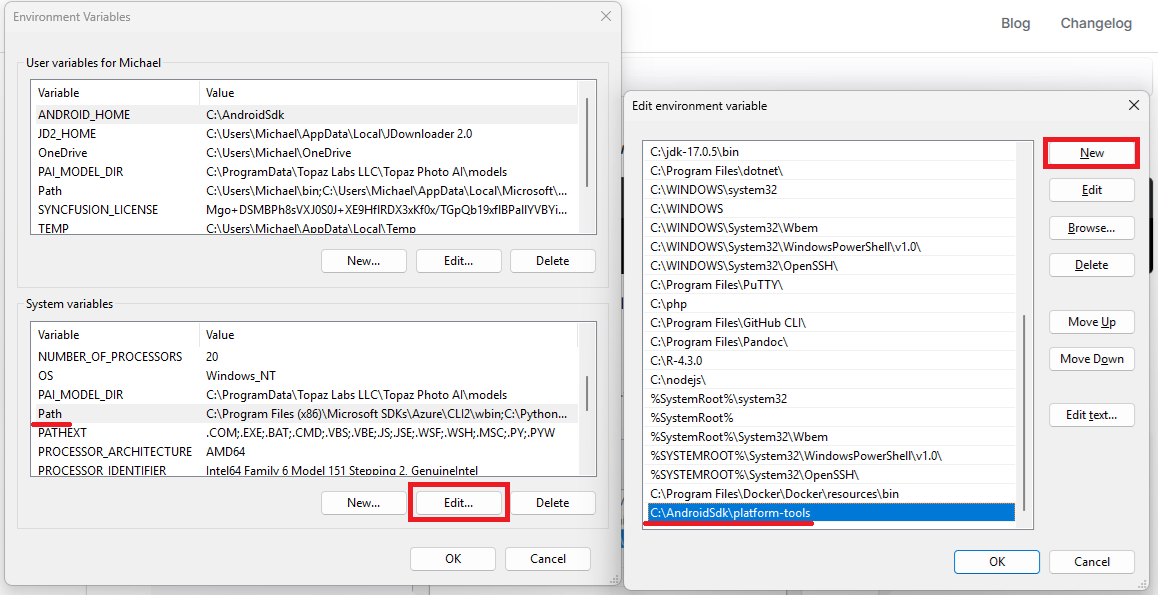 Environment Variables
Blog Changelog
User variables for Michael
Variable Value
ANDROID_HOME C:\AndroidSdk
JD2_HOME C:\Users\Michael\AppData\Local\JDownloader 2.0
OneDrive C:\Users\Michael\OneDrive
PAI_MODEL_DIR C:\ProgramData\Topaz Labs LLC\Topaz Photo AI\models
Path C:\Users\Michael\bin;C:\Users\Michael\AppData\Local\Microsoft\...
SYNCFUSION_LICENSE Mgo+DSMBPh8sVXJ0S0J+XE9HflRDX3xKf0x/TGpQb19xflBPallYVBYi...
TEMP C:\Users\Michael\AppData\Local\Temp
New... Edit... Delete
System variables
Variable Value
NUMBER_OF_PROCESSORS 20
OS Windows_NT
PAI_MODEL_DIR C:\ProgramData\Topaz Labs LLC\Topaz Photo AI\models
Path C:\Program Files (x86)\Microsoft SDKs\Azure\CLI2\wbin;C:\Python...
PATHEXT .COM;.EXE;.BAT;.CMD;.VBS;.VBE;.JS;.JSE;.WSF;.WSH;.MSC;.PY;.PYW
PROCESSOR_ARCHITECTURE AMD64
PROCESSOR_IDENTIFIER Intel64 Family 6 Model 151 Stepping 2, GenuineIntel
New... Edit... Delete
OK Cancel
Edit environment variable
C:\jdk-17.0.5\bin
C:\Program Files\dotnet\
C:\WINDOWS\system32
C:\WINDOWS
C:\WINDOWS\System32\Wbem
C:\WINDOWS\System32\WindowsPowerShell\v1.0\
C:\WINDOWS\System32\OpenSSH\
C:\Program Files\PuTTY\
C:\php
C:\Program Files\GitHub CLI\
C:\Program Files\Pandoc\
C:\R-4.3.0
C:\nodejs\
%SystemRoot%\system32
%SystemRoot%
%SystemRoot%\System32\Wbem
%SYSTEMROOT%\System32\WindowsPowerShell\v1.0\
%SYSTEMROOT%\System32\OpenSSH\
C:\Program Files\Docker\Docker\resources\bin
C:\AndroidSdk\platform-tools
New
Edit
Browse...
Delete
Move Up
Move Down
Edit text...
OK Cancel